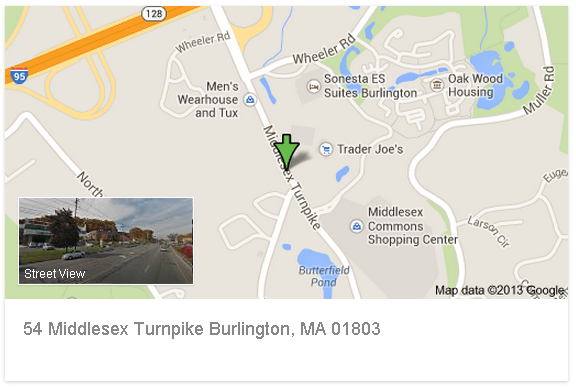 128
Wheeler Rd
Wheeler Rd
95
Men's
Wearhouse
and Tux
Sonesta ES
Suites Burlington
Oak Wood
Housing
Muller Rd
Trader Joe's
Middlesex Turnpike
North
Euge
Larson Cir
Middlesex
Commons
Shopping Center
Butterfield
Pond
Street View
Map data ©2013 Google
54 Middlesex Turnpike Burlington, MA 01803